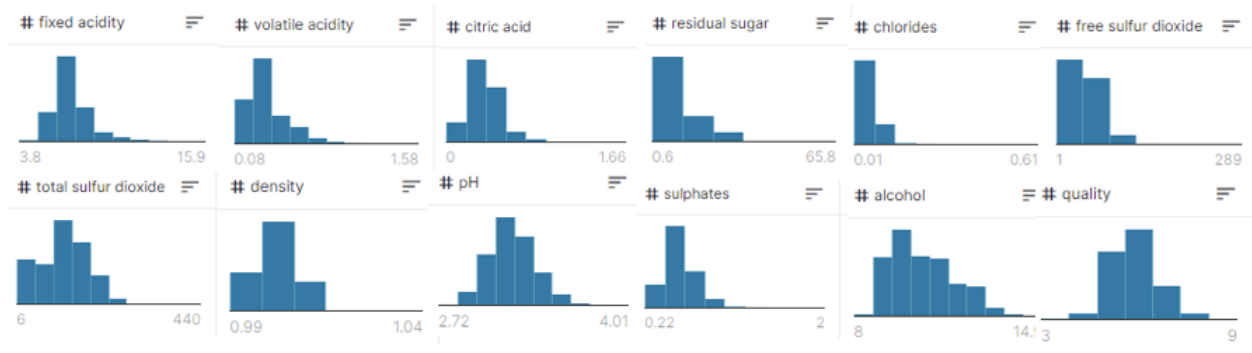 # fixed acidity
# volatile acidity
# citric acid
# residual sugar
# chlorides
# free sulfur dioxide
3.8 15.9
0.08 1.58
0 1.66
0.6 65.8
0.01 0.61
1 289
# total sulfur dioxide
# density
# pH
# sulphates
# alcohol
# quality
6 440
0.99 1.04
2.72 4.01
0.22 2
8 14.
3 9